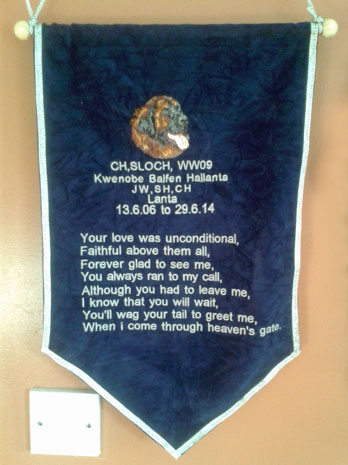 CH,SLOCH, WW09
Kwenobe Balfen Hallanta
JW,SH,CH
Lanta
13.6.06 to 29.6.14
Your love was unconditional,
Faithful above them all,
Forever glad to see me,
You always ran to my call,
Although you had to leave me,
I know that you will wait,
You'll wag your tail to greet me,
When i come through heaven's gate.